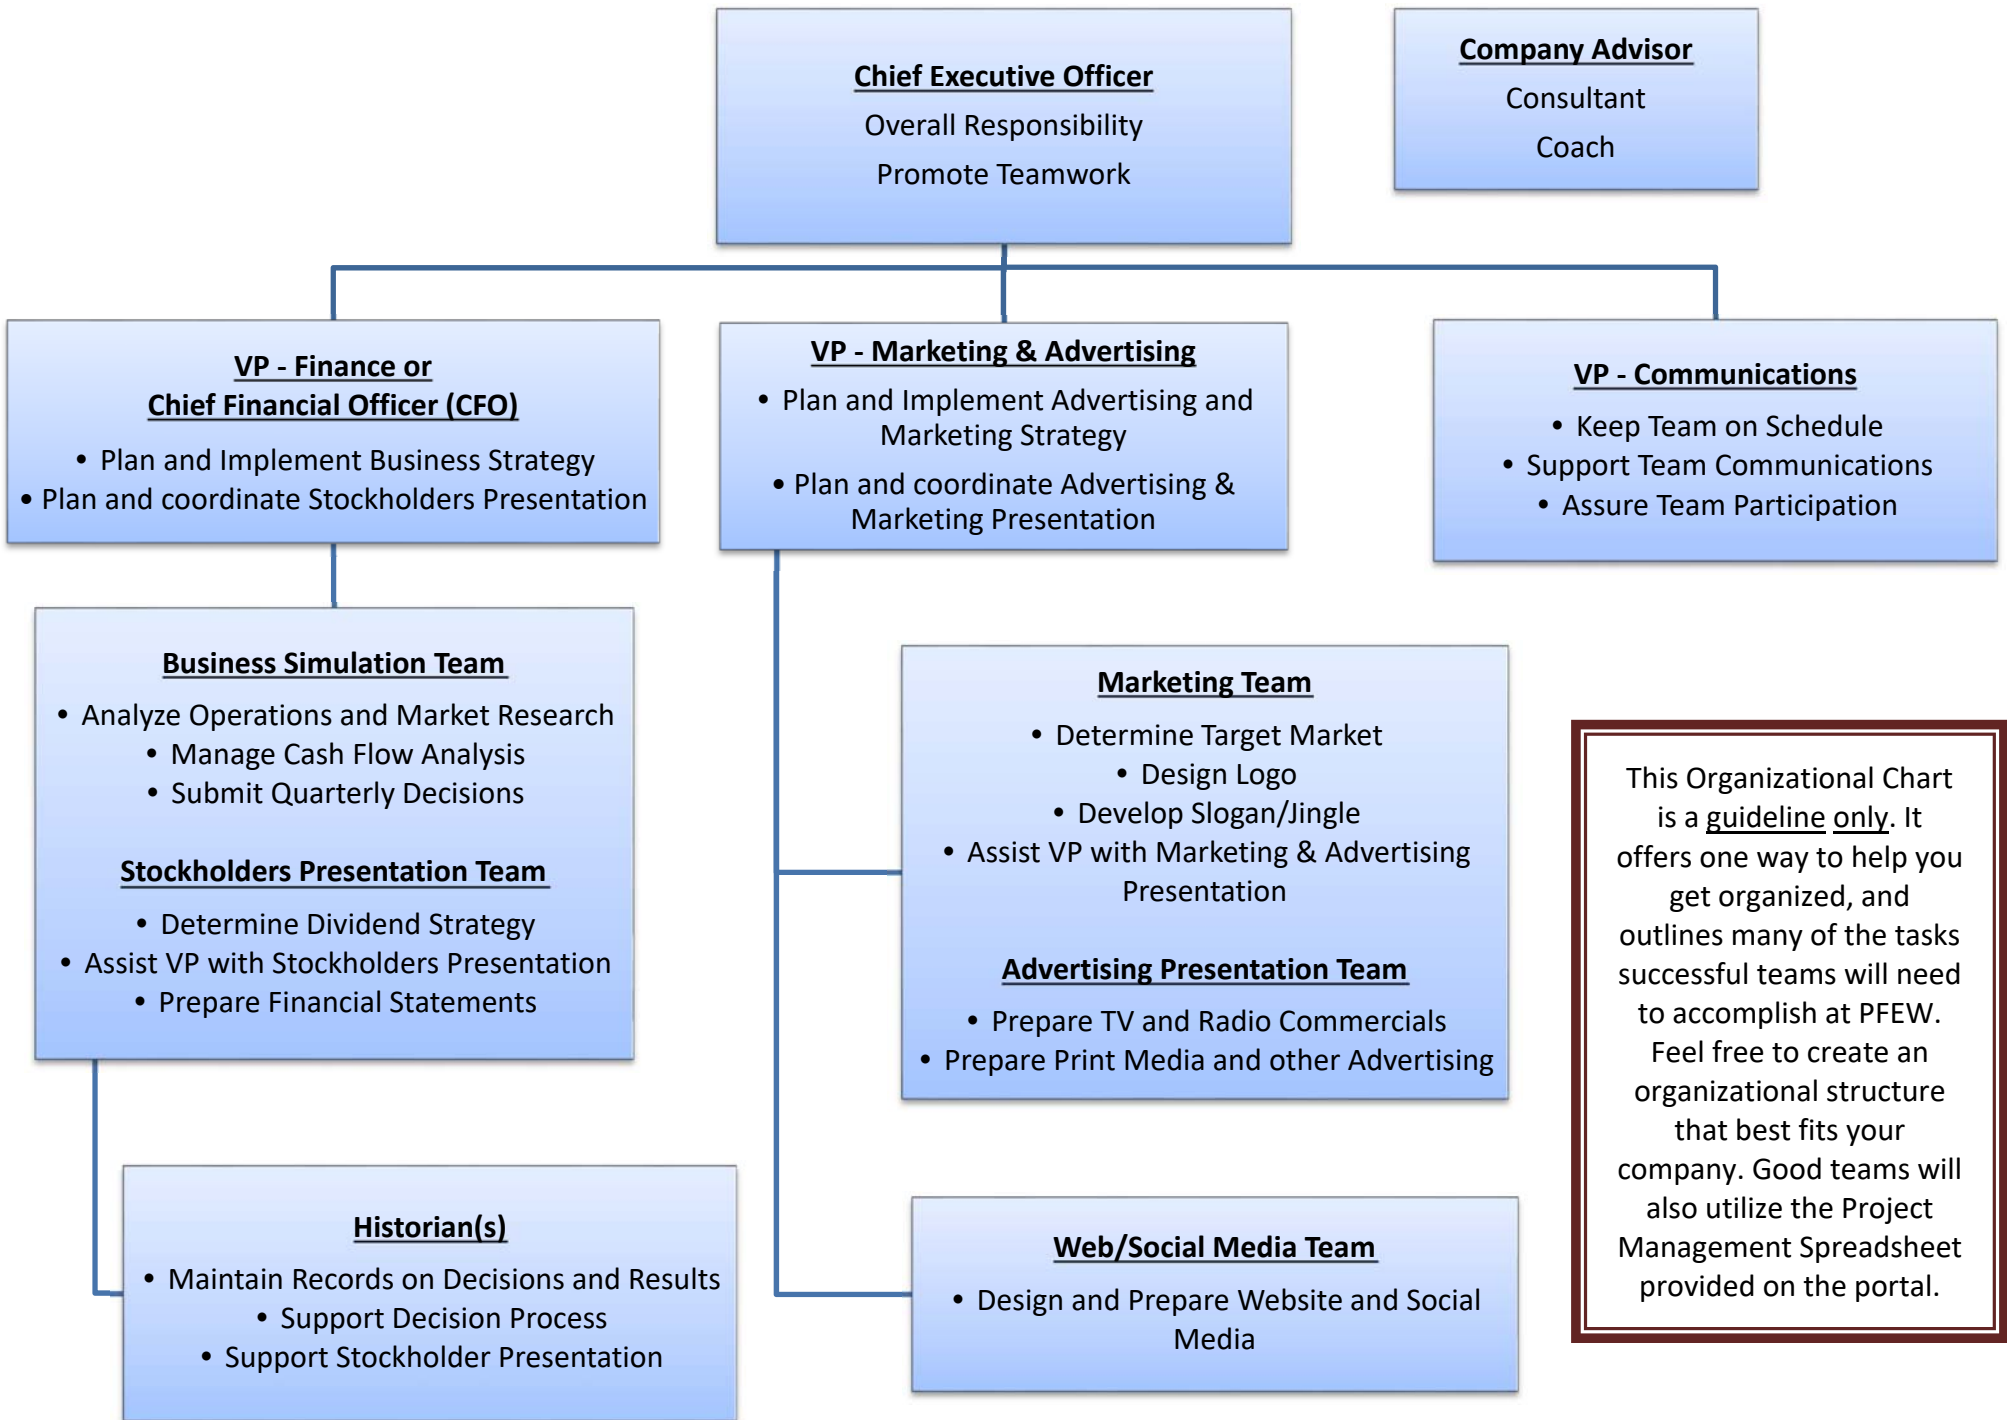 Chief Executive Officer
Overall Responsibility
Promote Teamwork
Company Advisor
Consultant
Coach
VP - Finance or
Chief Financial Officer (CFO)
• Plan and Implement Business Strategy
• Plan and coordinate Stockholders Presentation
VP - Marketing & Advertising
• Plan and Implement Advertising and
Marketing Strategy
• Plan and coordinate Advertising &
Marketing Presentation
VP - Communications
• Keep Team on Schedule
• Support Team Communications
• Assure Team Participation
Business Simulation Team
• Analyze Operations and Market Research
• Manage Cash Flow Analysis
• Submit Quarterly Decisions
Stockholders Presentation Team
• Determine Dividend Strategy
• Assist VP with Stockholders Presentation
• Prepare Financial Statements
Marketing Team
• Determine Target Market
• Design Logo
• Develop Slogan/Jingle
• Assist VP with Marketing & Advertising
Presentation
Advertising Presentation Team
• Prepare TV and Radio Commercials
• Prepare Print Media and other Advertising
This Organizational Chart
is a guideline only. It
offers one way to help you
get organized, and
outlines many of the tasks
successful teams will need
to accomplish at PFEW.
Feel free to create an
organizational structure
that best fits your
company. Good teams will
also utilize the Project
Management Spreadsheet
provided on the portal.
Historian(s)
• Maintain Records on Decisions and Results
• Support Decision Process
• Support Stockholder Presentation
Web/Social Media Team
• Design and Prepare Website and Social
Media